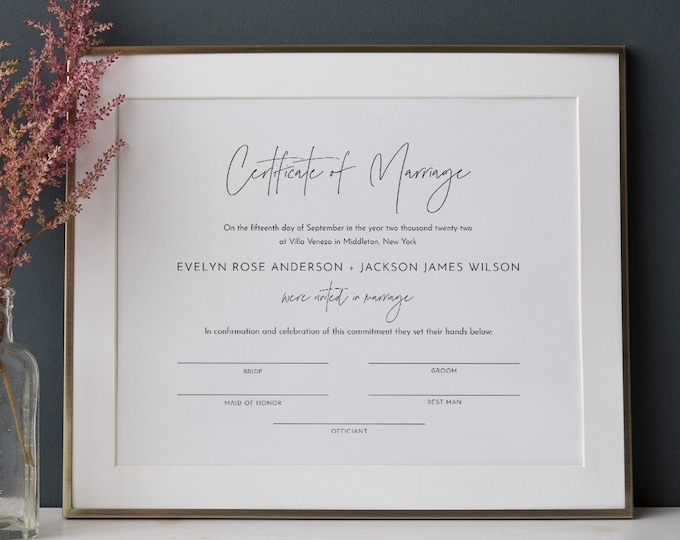 Certificate of Marriage
On the fifteenth day of September in the year two thousand twenty two
at Villa Veneza in Middleton, New York
EVELYN ROSE ANDERSON + JACKSON JAMES WILSON
were united in marriage
In confirmation and celebration of this commitment they set their hands below:
BRIDE GROOM
MAID OF HONOR BEST MAN
OFFICIANT